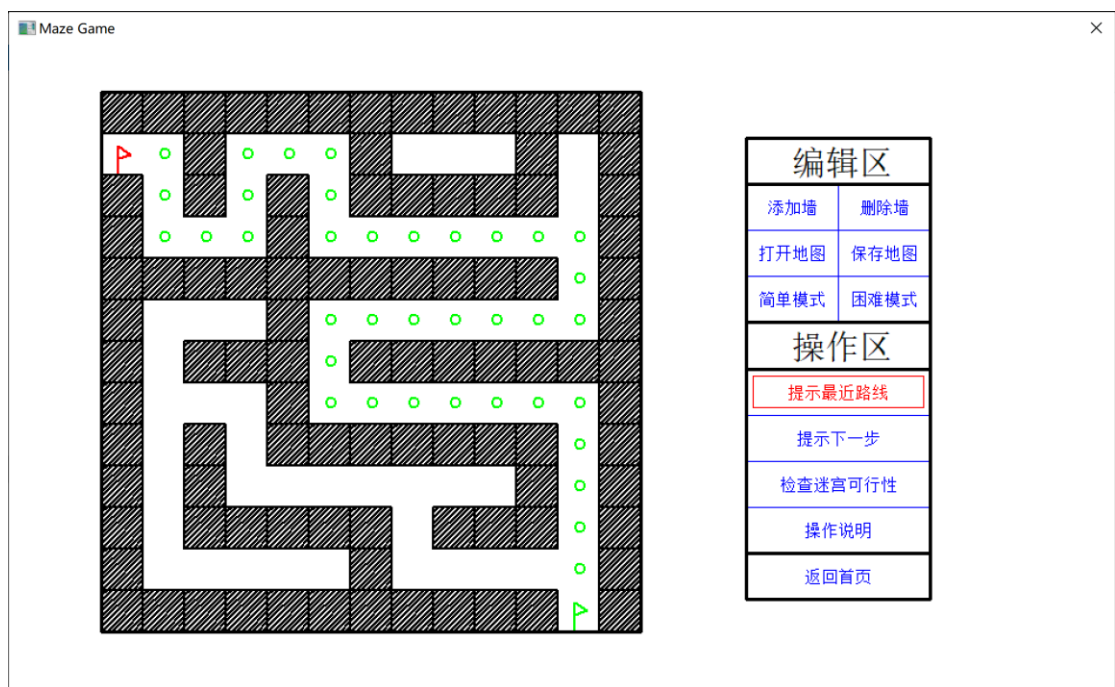 Maze Game
编辑区
添加墙 删除墙
打开地图 保存地图
简单模式 困难模式
操作区
提示最近路线
提示下一步
检查迷宫可行性
操作说明
返回首页